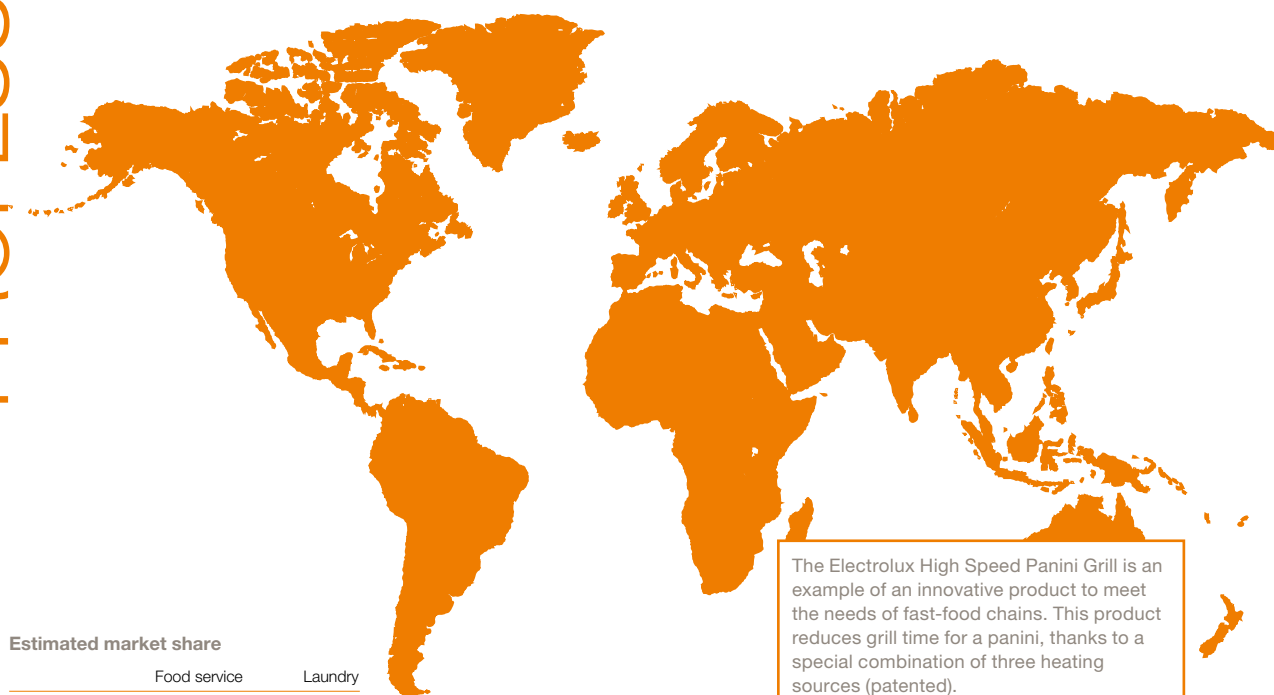 Estimated market share
Food service Laundry
The Electrolux High Speed Panini Grill is an
example of an innovative product to meet
the needs of fast-food chains. This product
reduces grill time for a panini, thanks to a
special combination of three heating
sources (patented).